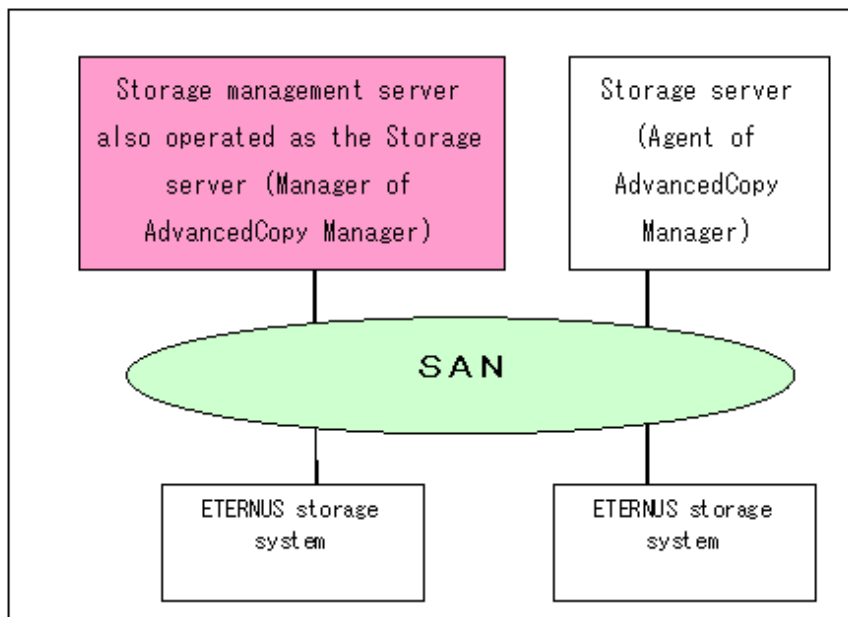 Storage management server
also operated as the Storage
server (Manager of
AdvancedCopy Manager)
Storage server
(Agent of
AdvancedCopy
Manager)
SAN
ETERNUS storage
system
ETERNUS storage
system